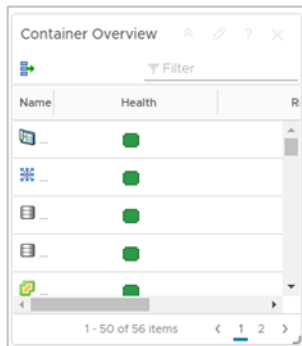 Container Overview ?
Filter
Name Health R
...
...
...
...
...
1 - 50 of 56 items 1 2